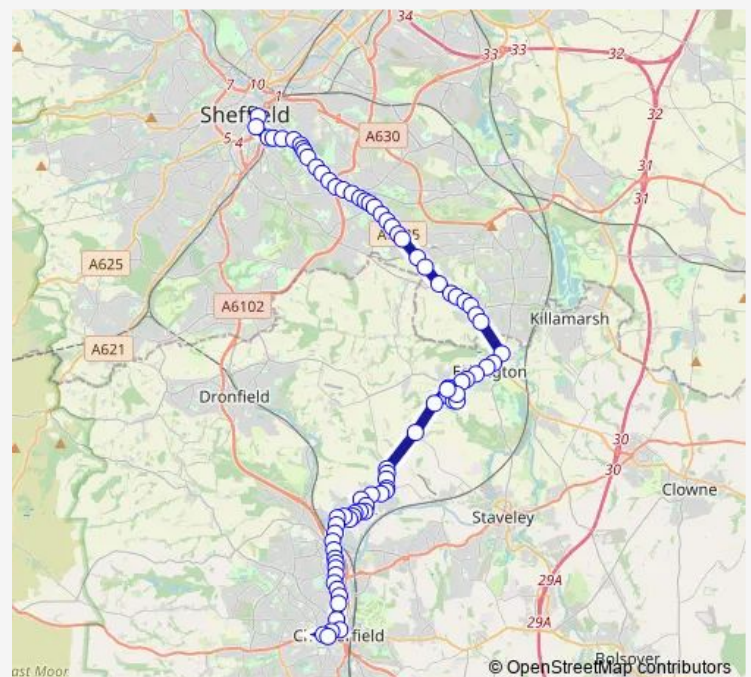 34
33
33
32
7
10
1
Sheffield
5
4
A630
32
31
31
A625
A6102
Killamarsh
A621
Dronfield
30
30
Clowne
Staveley
29A
29A
Bolsover
© OpenStreetMap contributors